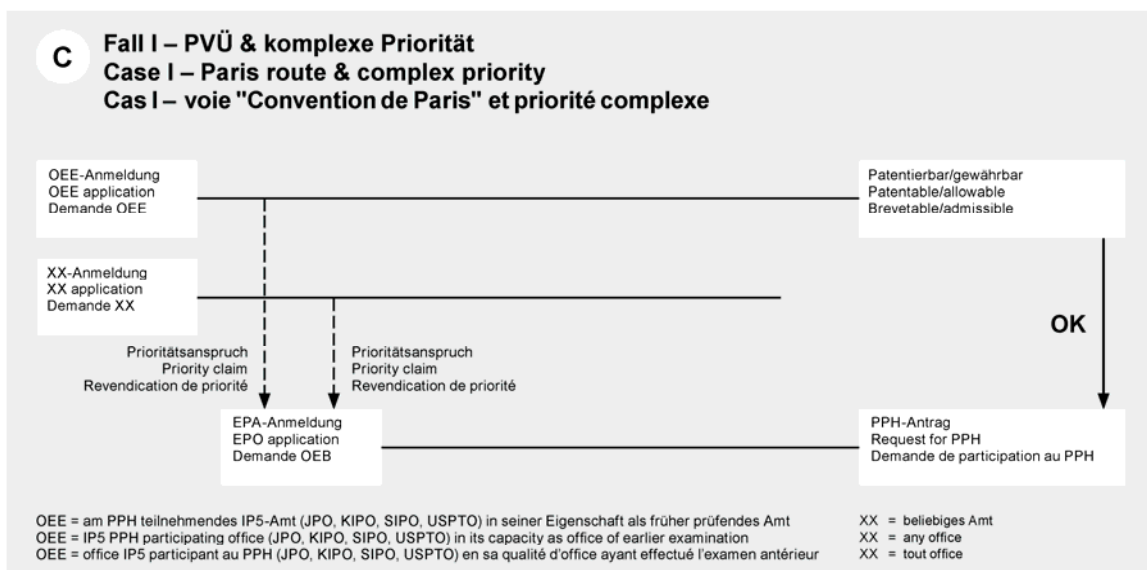 C
Fall I – PVÜ & komplexe Priorität
Case I – Paris route & complex priority
Cas I – voie "Convention de Paris" et priorité complexe
OEE-Anmeldung
OEE application
Demande OEE
Patentierbar/gewährbar
Patentable/allowable
Brevetable/admissible
XX-Anmeldung
XX application
Demande XX
OK
Prioritätsanspruch
Priority claim
Revendication de priorité
Prioritätsanspruch
Priority claim
Revendication de priorité
EPA-Anmeldung
EPO application
Demande OEB
PPH-Antrag
Request for PPH
Demande de participation au PPH
OEE = am PPH teilnehmendes IP5-Amt (JPO, KIPO, SIPO, USPTO) in seiner Eigenschaft als früher prüfendes Amt
OEE = IP5 PPH participating office (JPO, KIPO, SIPO, USPTO) in its capacity as office of earlier examination
OEE = office IP5 participant au PPH (JPO, KIPO, SIPO, USPTO) en sa qualité d'office ayant effectué l'examen antérieur
XX = beliebiges Amt
XX = any office
XX = tout office